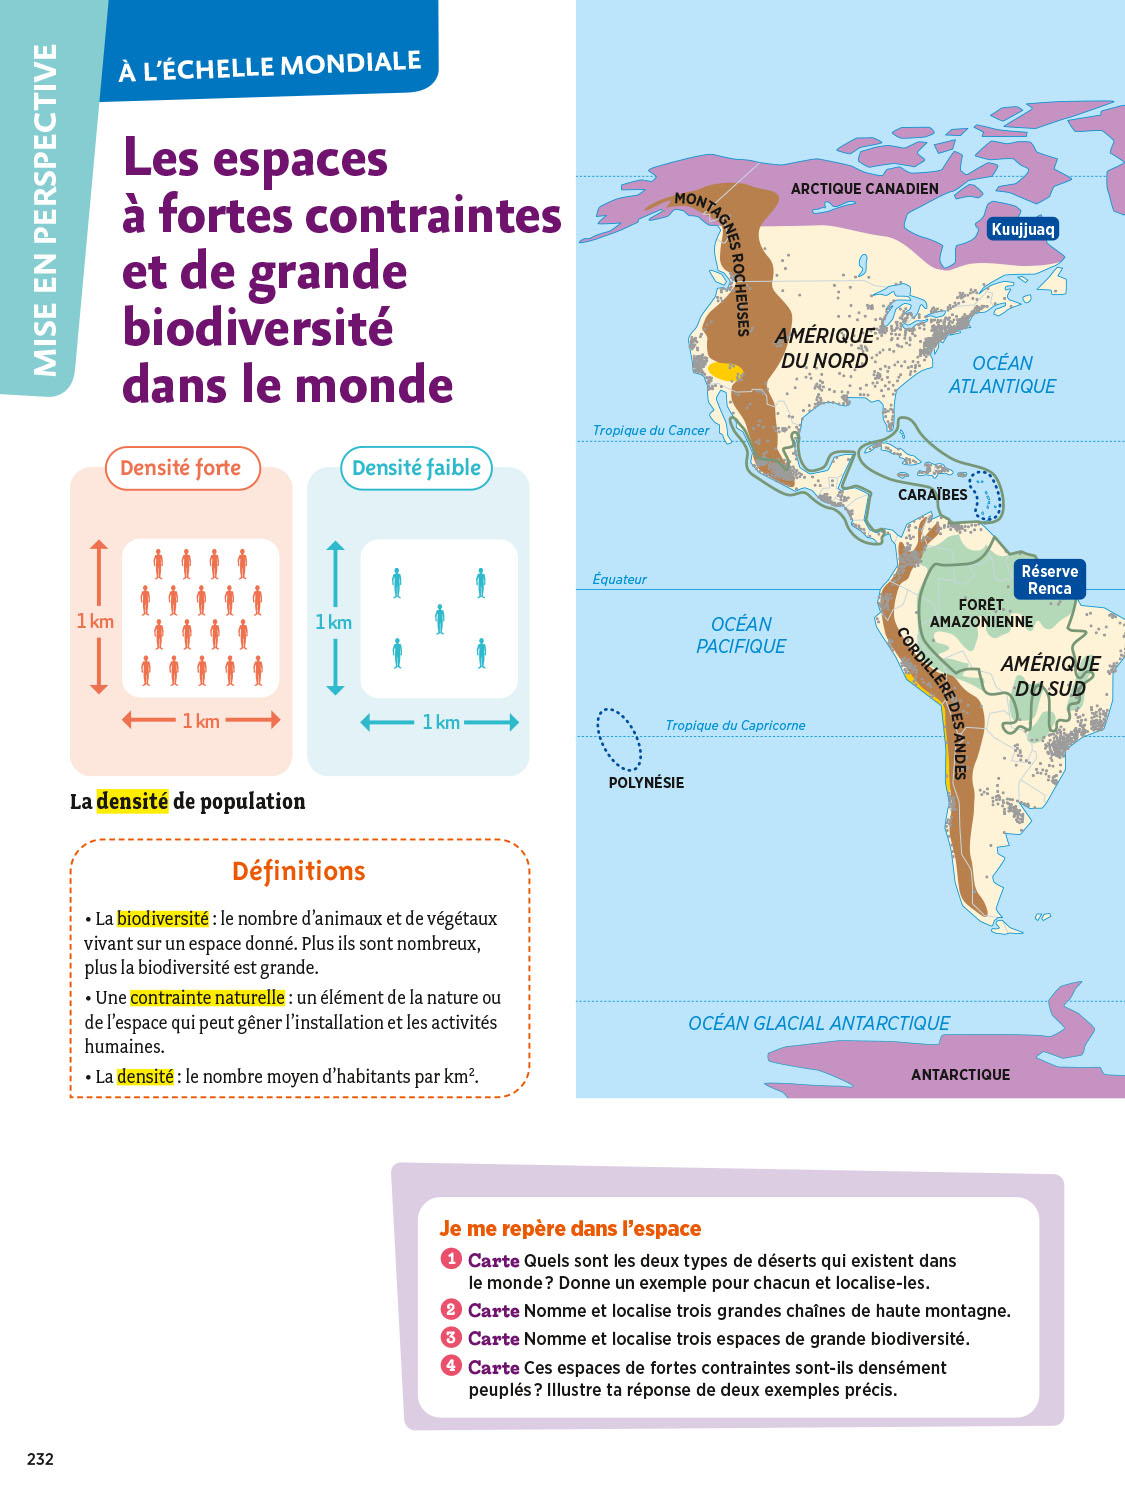 MISE EN PERSPECTIVE
À L'ÉCHELLE MONDIALE
Les espaces
à fortes contraintes
et de grande
biodiversité
dans le monde
Densité forte
1 km
1 km
Densité faible
1 km
1 km
La densité de population
Définitions
• La biodiversité : le nombre d'animaux et de végétaux
vivant sur un espace donné. Plus ils sont nombreux,
plus la biodiversité est grande.
• Une contrainte naturelle : un élément de la nature ou
de l'espace qui peut gêner l'installation et les activités
humaines.
• La densité : le nombre moyen d'habitants par km².
ARCTIQUE CANADIEN
MONTAGNES ROCHEUSES
Kuujjuaq
AMÉRIQUE
DU NORD
OCÉAN
ATLANTIQUE
Tropique du Cancer
CARAÏBES
Équateur
Réserve
Renca
FORÊT
AMAZONIENNE
OCÉAN
PACIFIQUE
CORDILLÈRE DES ANDES
AMÉRIQUE
DU SUD
Tropique du Capricorne
POLYNÉSIE
OCÉAN GLACIAL ANTARCTIQUE
ANTARCTIQUE
Je me repère dans l'espace
1 Carte Quels sont les deux types de déserts qui existent dans
le monde ? Donne un exemple pour chacun et localise-les.
2 Carte Nomme et localise trois grandes chaînes de haute montagne.
3 Carte Nomme et localise trois espaces de grande biodiversité.
4 Carte Ces espaces de fortes contraintes sont-ils densément
peuplés ? Illustre ta réponse de deux exemples précis.
232